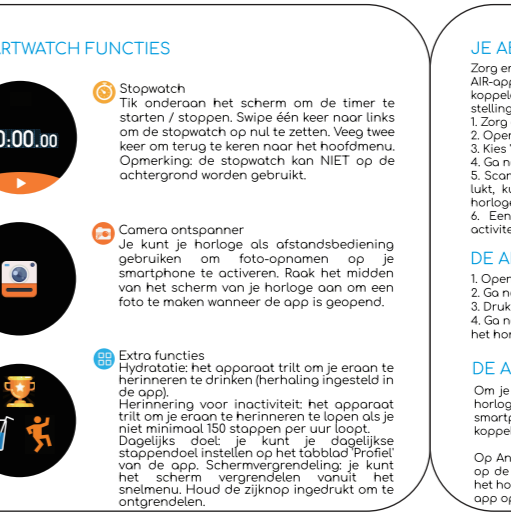 RTWATCH FUNCTIES
Stopwatch
Tik onderaan het scherm om de timer te
starten / stoppen. Swipe één keer naar links
om de stopwatch op nul te zetten. Veeg twee
keer om terug te keren naar het hoofdmenu.
Opmerking: de stopwatch kan NIET op de
achtergrond worden gebruikt.
0:00.00
Camera ontspanner
Je kunt je horloge als afstandsbediening
gebruiken om foto-opnamen op je
smartphone te activeren. Raak het midden
van het scherm van je horloge aan om een
foto te maken wanneer de app is geopend.
Extra functies
Hydratatie: het apparaat trilt om je eraan te
herinneren te drinken (herhaling ingesteld in
de app).
Herinnering voor inactiviteit: het apparaat
trilt om je eraan te herinneren te lopen als je
niet minimaal 150 stappen per uur loopt.
Dagelijks doel: je kunt je dagelijkse
stappendoel instellen op het tabblad 'Profiel'
van de app. Schermvergrendeling: je kunt
het scherm vergrendelen vanuit het
snelmenu. Houd de zijknop ingedrukt om te
ontgrendelen.
JE A
Zorg er
AIR-app
koppel
stelling
1. Zorg
2. Open
3. Kies
4. Ga n
5. Scan
lukt, k
horloge
6. Een
activite
DE A
1. Open
2. Ga n
3. Druk
4. Ga n
het hor
DE A
Om je
horlog
smartp
koppel
Op An
op de
het ho
app o